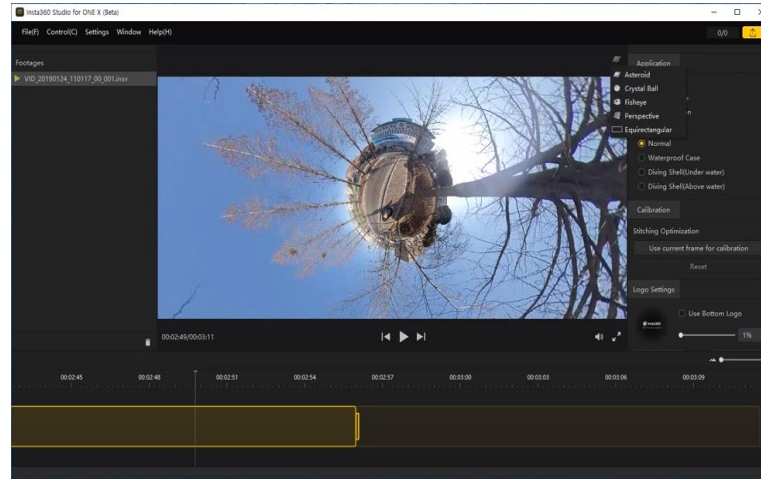 Insta360 Studio for ONE X (Beta)
File(F) Control(C) Settings Window Help(H)
0/0
Footages
VID_20190124_110117_00_001.insv
Application
Asteroid
Crystal Ball
Fisheye
Perspective
Equirectangular
Normal
Waterproof Case
Diving Shell(Under water)
Diving Shell(Above water)
Calibration
Stitching Optimization
Use current frame for calibration
Reset
Logo Settings
Use Bottom Logo
1%
00:02:49/00:03:11
00:02:45 00:02:48 00:02:51 00:02:54 00:02:57 00:03:00 00:03:03 00:03:06 00:03:09